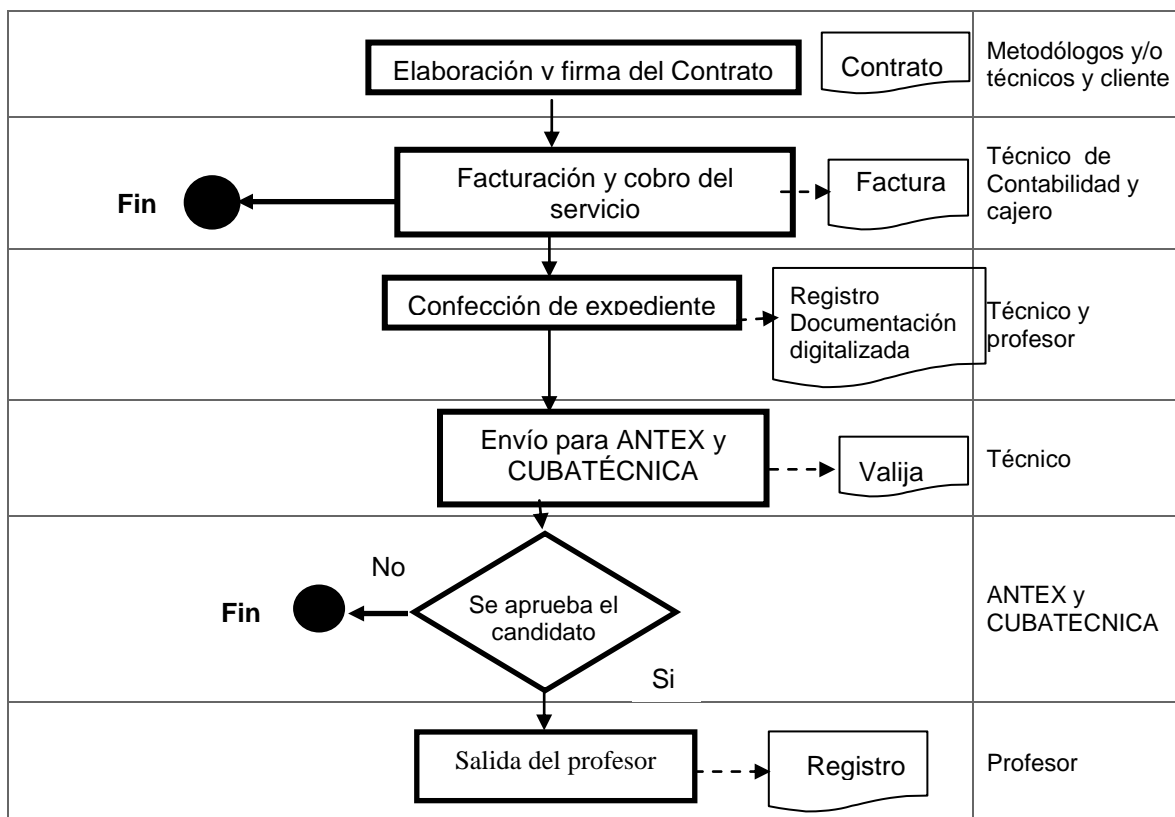 Elaboración y firma del Contrato
Contrato
Metodólogos y/o
técnicos y cliente
Fin
Facturación y cobro del
servicio
Factura
Técnico de
Contabilidad y
cajero
Confección de expediente
Registro
Documentación
digitalizada
Técnico y
profesor
Envío para ANTEX y
CUBATÉCNICA
Valija
Técnico
No
Fin
Se aprueba el
candidato
Si
ANTEX y
CUBATECNICA
Salida del profesor
Registro
Profesor